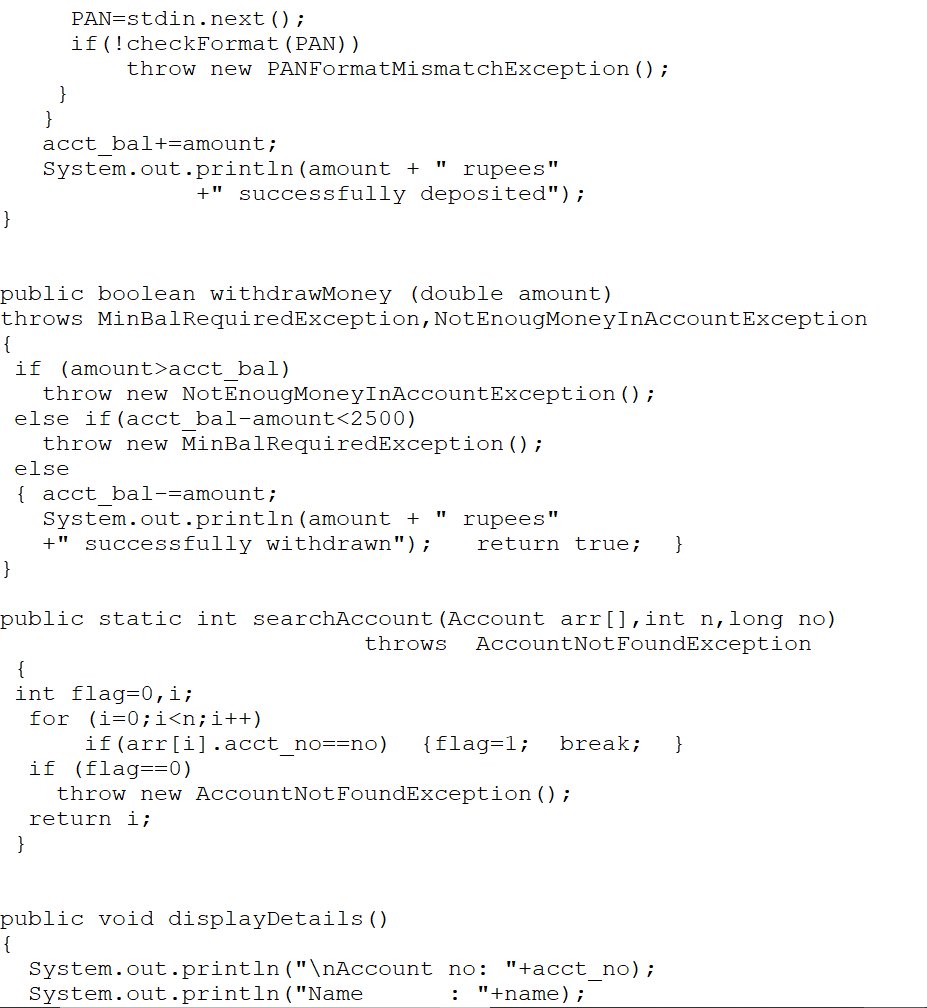 PAN=stdin.next();
     if(!checkFormat(PAN))
         throw new PANFormatMismatchException();
    }
   }
   acct_bal+=amount;
   System.out.println(amount + " rupees"
              +" successfully deposited");
}
public boolean withdrawMoney (double amount)
throws MinBalRequiredException,NotEnougMoneyInAccountException
{
 if (amount>acct_bal)
   throw new NotEnougMoneyInAccountException();
 else if(acct_bal-amount<2500)
   throw new MinBalRequiredException();
 else
 { acct_bal-=amount;
   System.out.println(amount + " rupees"
   +" successfully withdrawn");   return true;  }
}
public static int searchAccount(Account arr[],int n,long no)
                          throws  AccountNotFoundException
 {
 int flag=0,i;
  for (i=0;i<n;i++)
      if(arr[i].acct_no==no)  {flag=1;  break;  }
  if (flag==0)
    throw new AccountNotFoundException();
  return i;
 }
public void displayDetails()
{
  System.out.println("\nAccount no: "+acct_no);
  System.out.println("Name      : "+name);